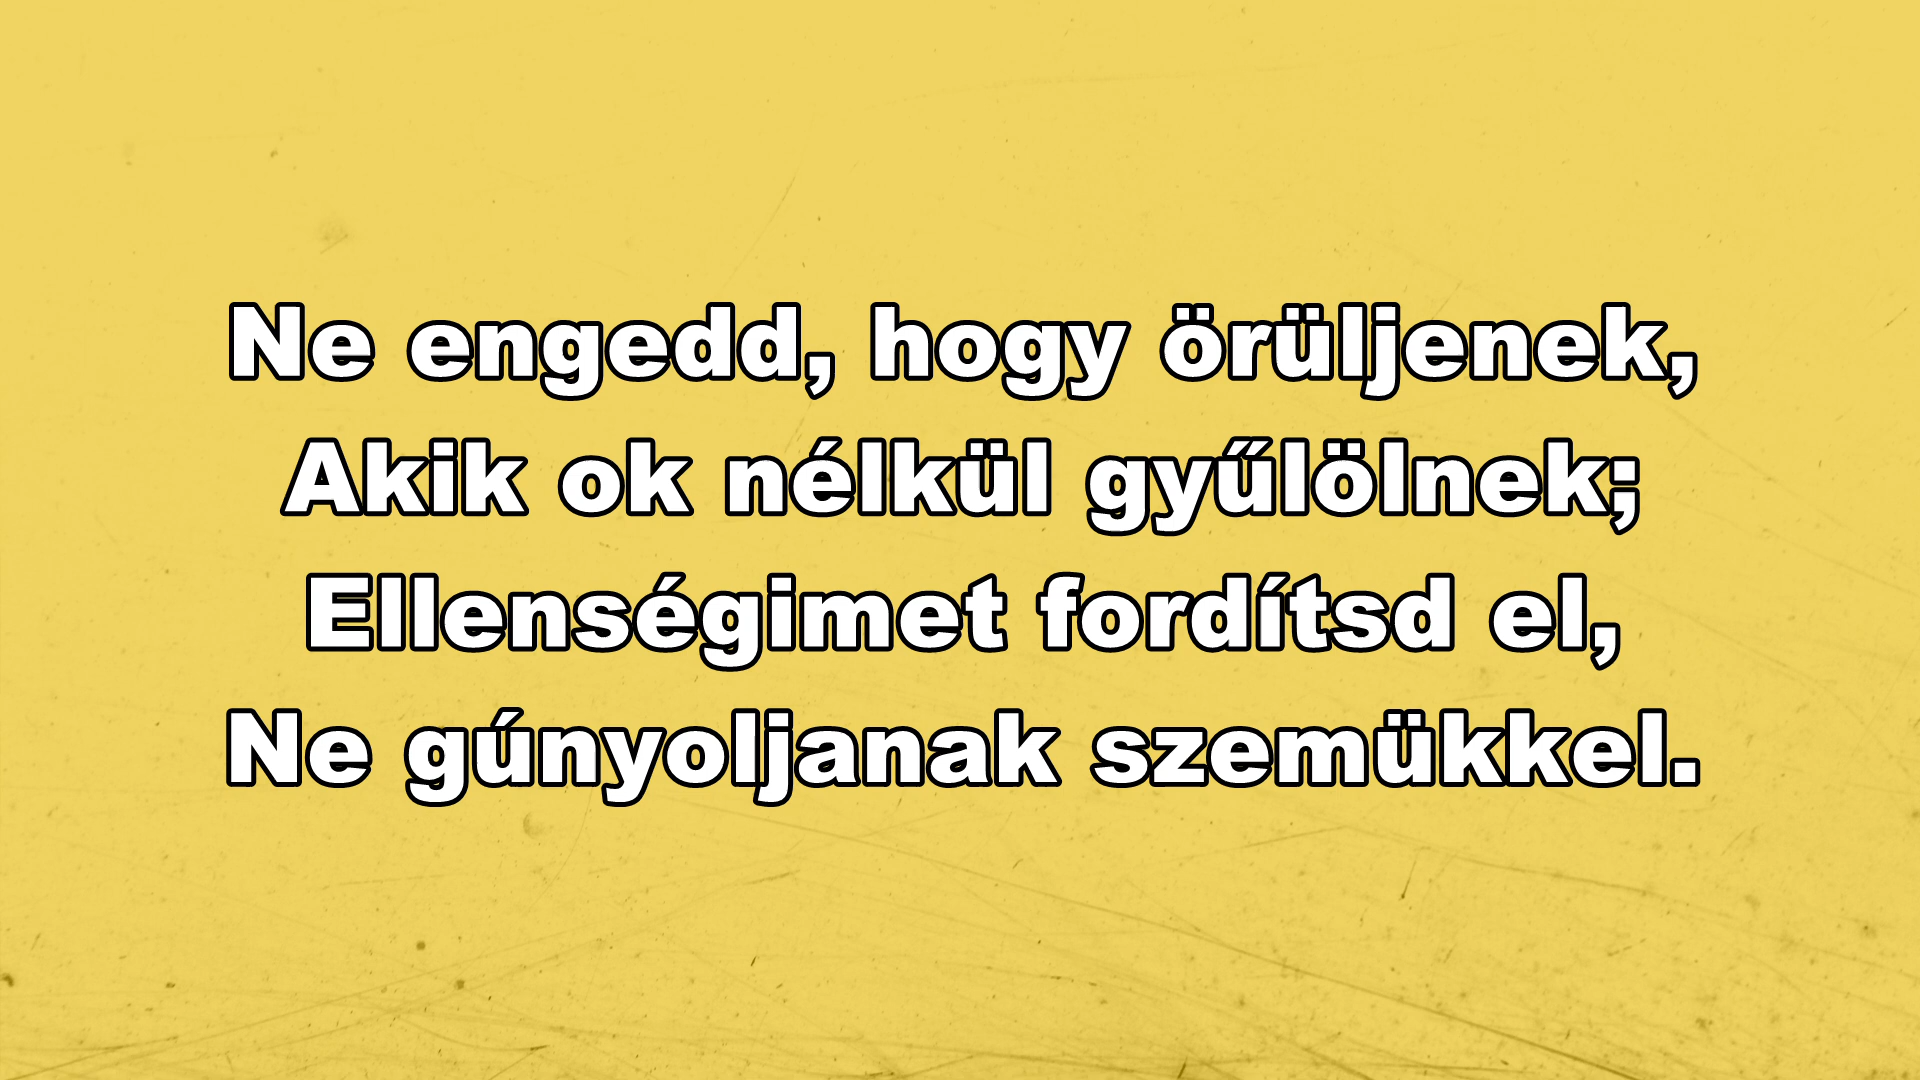 Ne engedd, hogy örüljenek,
Akik ok nélkül gyűlölnek;
Ellenségimet fordítsd el,
Ne gúnyoljanak szemükkel.